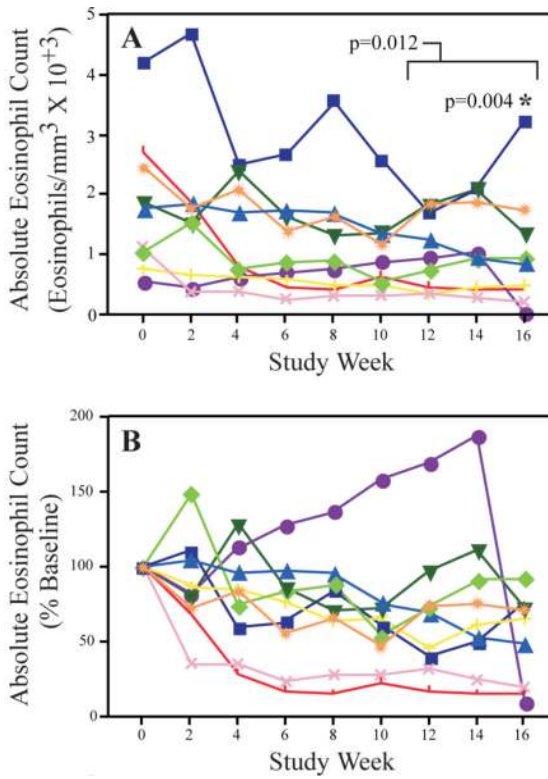 A
p=0.012
p=0.004 *
Absolute Eosinophil Count
(Eosinophils/mm³ X 10⁺³)
5
4
3
2
1
0
0 2 4 6 8 10 12 14 16
Study Week
B
Absolute Eosinophil Count
(% Baseline)
200
150
100
50
0
0 2 4 6 8 10 12 14 16
Study Week